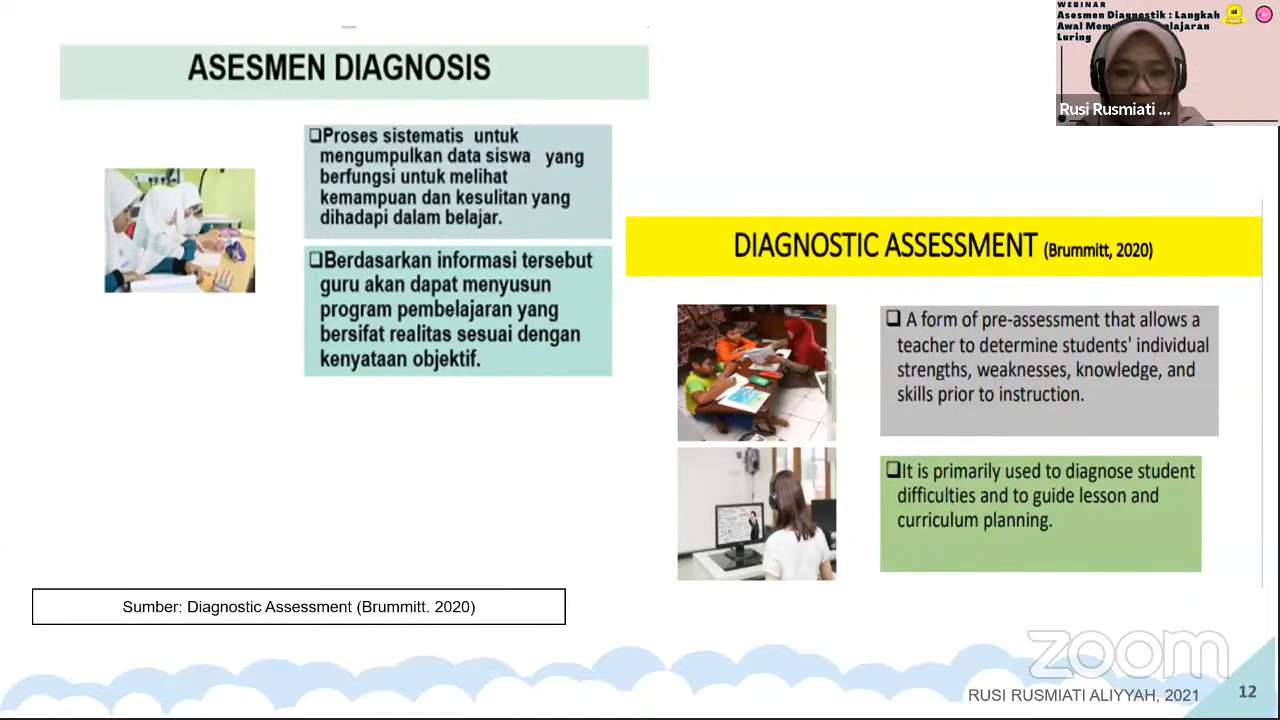 ASESMEN DIAGNOSIS
❑Proses sistematis untuk
mengumpulkan data siswa yang
berfungsi untuk melihat
kemampuan dan kesulitan yang
dihadapi dalam belajar.
❑Berdasarkan informasi tersebut
guru akan dapat menyusun
program pembelajaran yang
bersifat realitas sesuai dengan
kenyataan objektif.
Sumber: Diagnostic Assessment (Brummitt. 2020)
WEBINAR
Asesmen Diagnostik : Langkah
Awal
Luring
Rusi Rusmiati ...
DIAGNOSTIC ASSESSMENT (Brummitt, 2020)
❑ A form of pre-assessment that allows a
teacher to determine students' individual
strengths, weaknesses, knowledge, and
skills prior to instruction.
❑It is primarily used to diagnose student
difficulties and to guide lesson and
curriculum planning.
zoom
RUSI RUSMIATI ALIYYAH, 2021
12